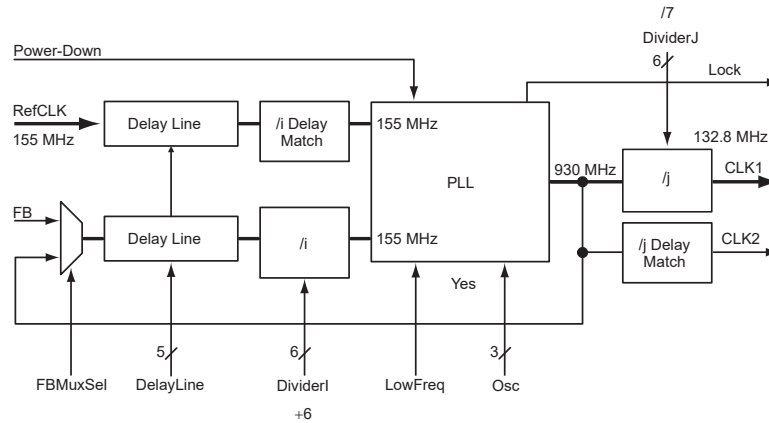 /7
DividerJ
Power-Down
6
Lock
RefCLK
155 MHz
Delay Line
/i Delay
Match
155 MHz
132.8 MHz
PLL
930 MHz
/j
CLK1
FB
Delay Line
/i
155 MHz
/j Delay
Match
CLK2
Yes
5
6
3
FBMuxSel
DelayLine
DividerI
LowFreq
Osc
+6